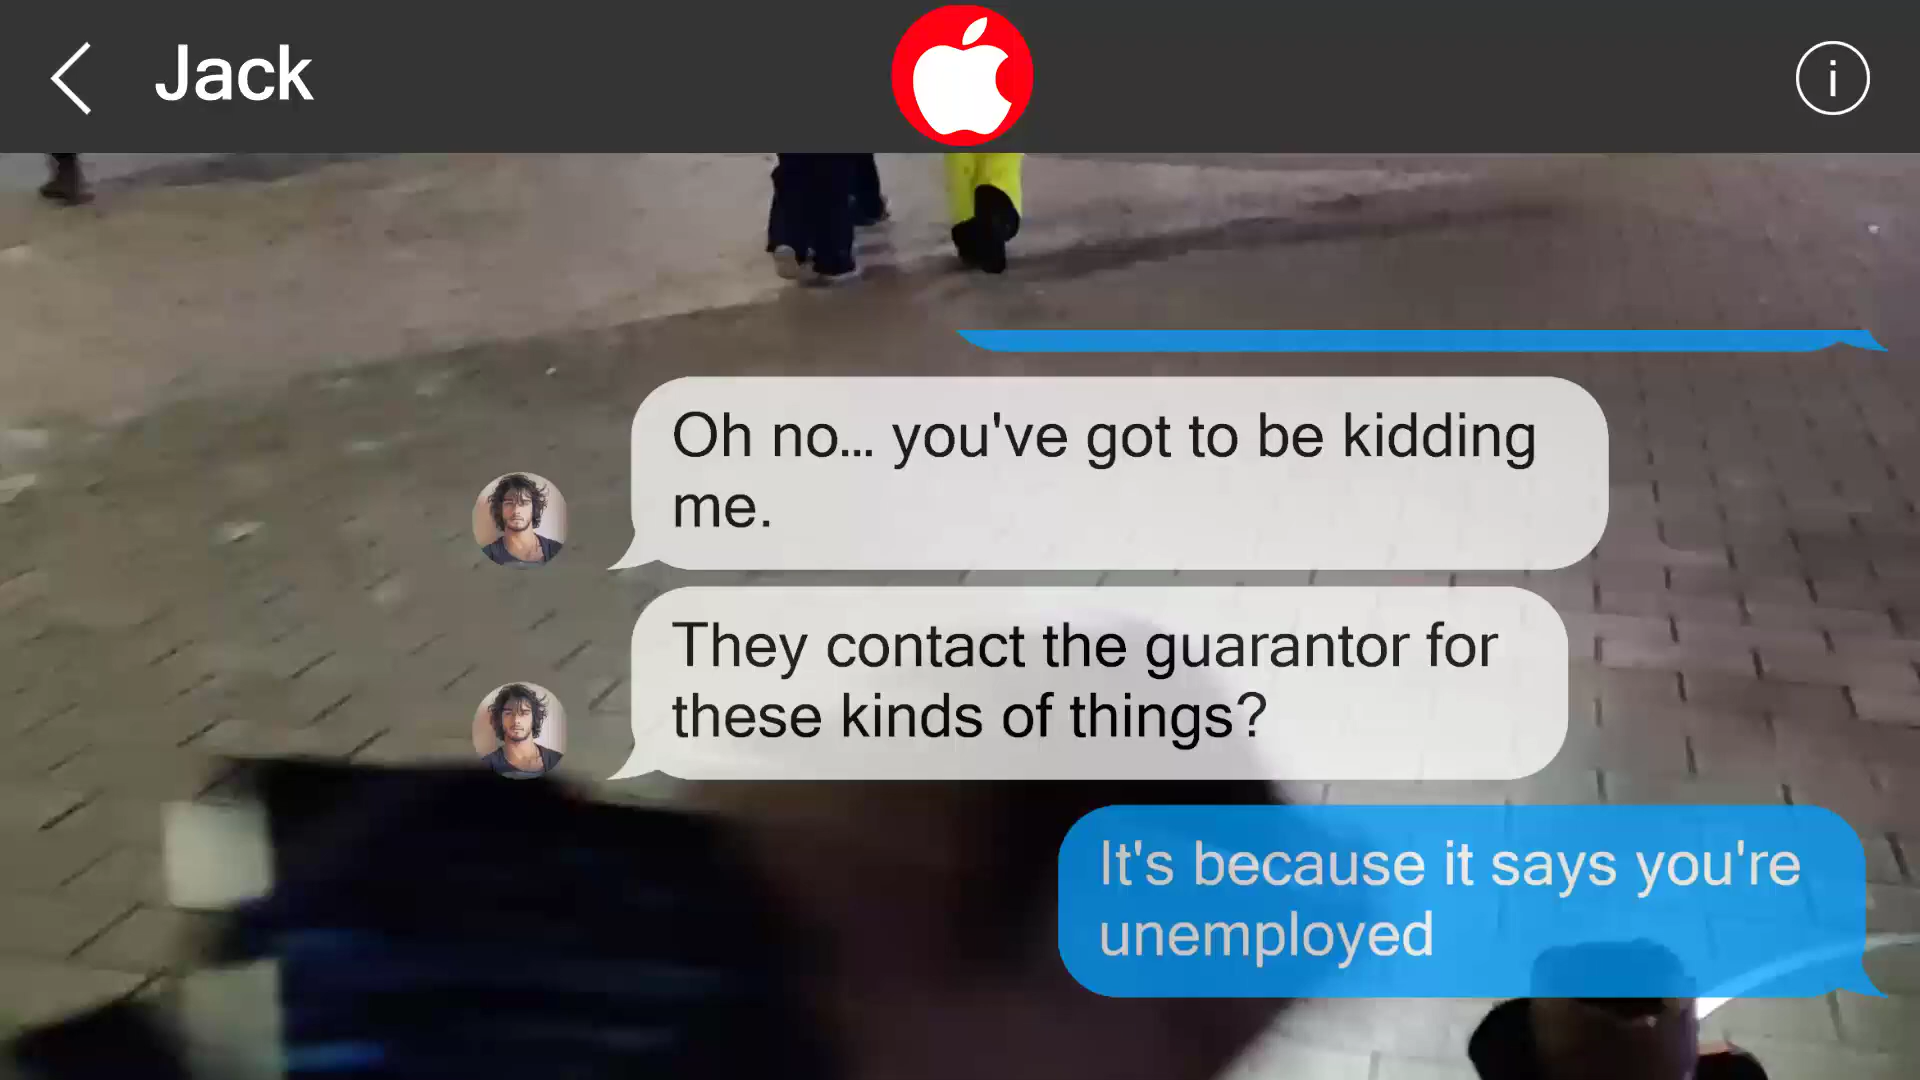 Jack
i
Oh no... you've got to be kidding
me.
They contact the guarantor for
these kinds of things?
It's because it says you're
unemployed